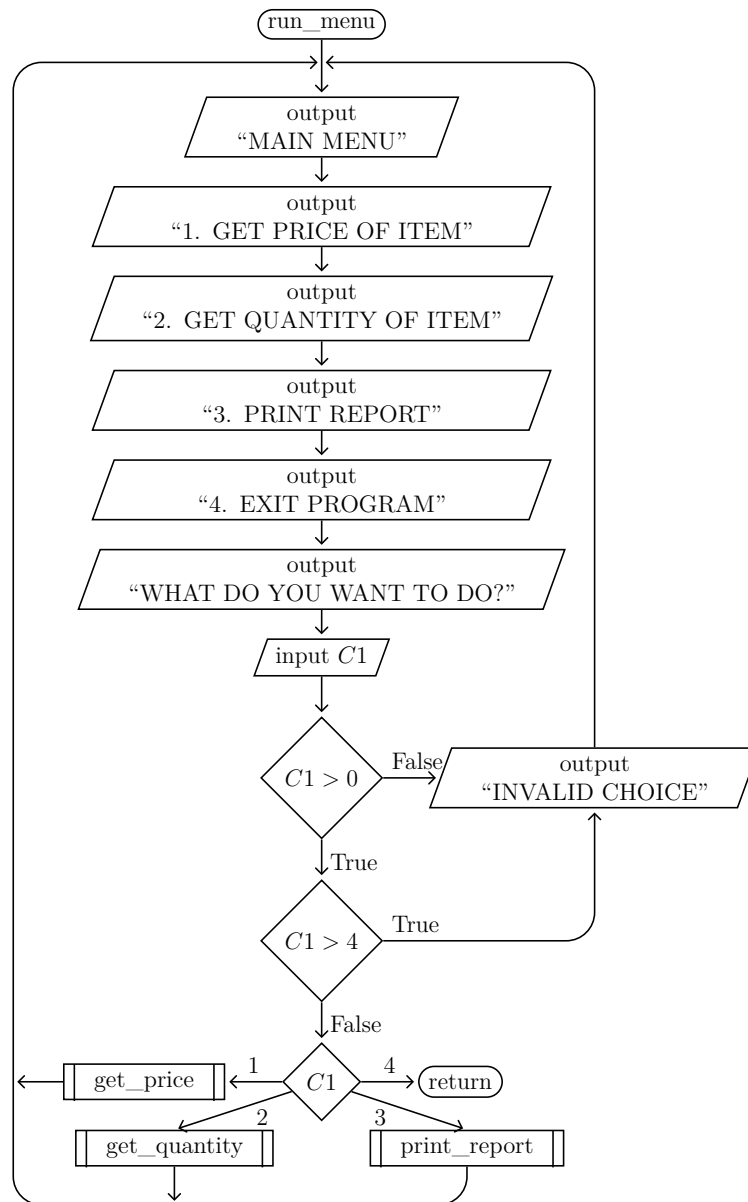 run_menu
output
“MAIN MENU”
output
“1. GET PRICE OF ITEM”
output
“2. GET QUANTITY OF ITEM”
output
“3. PRINT REPORT”
output
“4. EXIT PROGRAM”
output
“WHAT DO YOU WANT TO DO?”
input C1
C1 > 0
False
output
“INVALID CHOICE”
True
C1 > 4
True
False
get_price
1
C1
4
return
2
3
get_quantity
print_report